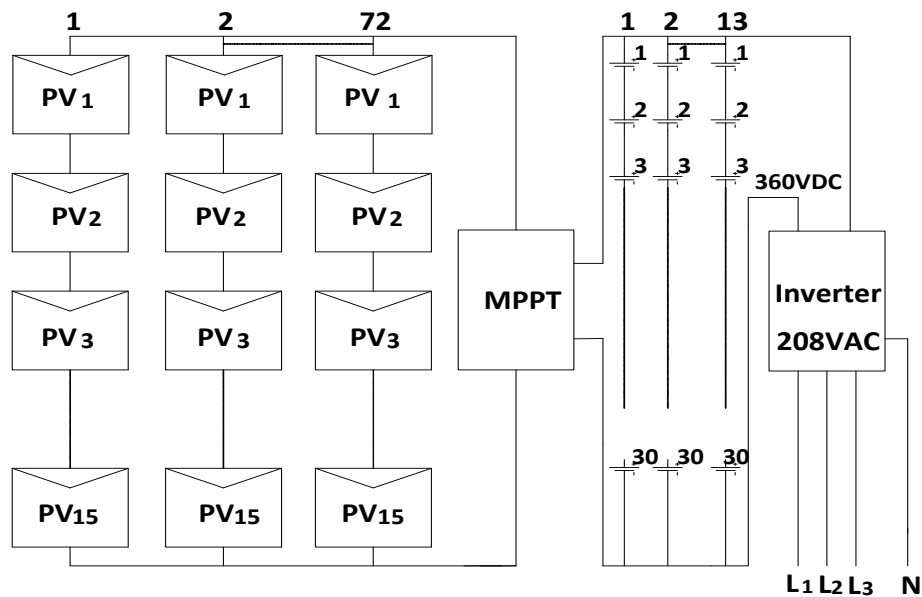 1 2 72 1 2 13
PV1 PV1 PV1 1 1 1
2 2 2
PV2 PV2 PV2 3 3 3
360VDC
MPPT
Inverter
208VAC
PV3 PV3 PV3
30 30 30
PV15 PV15 PV15
L1 L2 L3 N